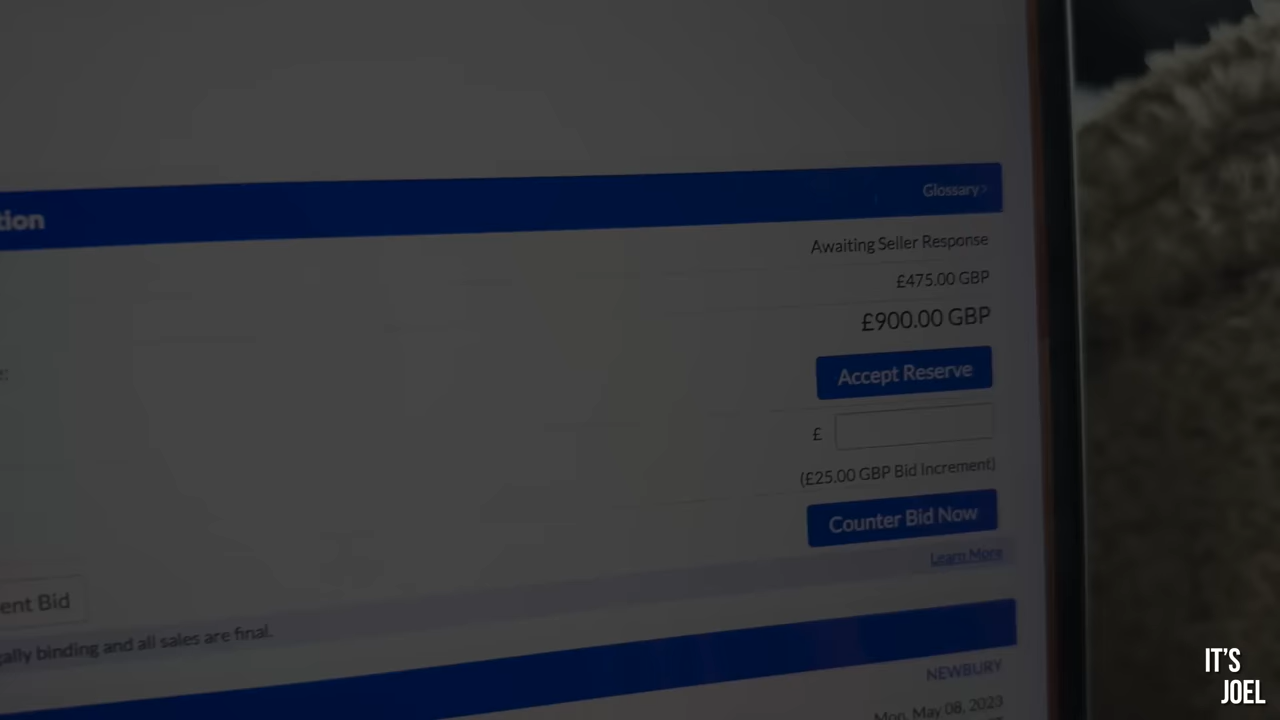 tion
Glossary
Awaiting Seller Response
£475.00 GBP
£900.00 GBP
e:
Accept Reserve
£
(£25.00 GBP Bid Increment)
Counter Bid Now
Learn More
ent Bid
gally binding and all sales are final.
NEWBURY
Mon, May 08, 2023
IT'S
JOEL